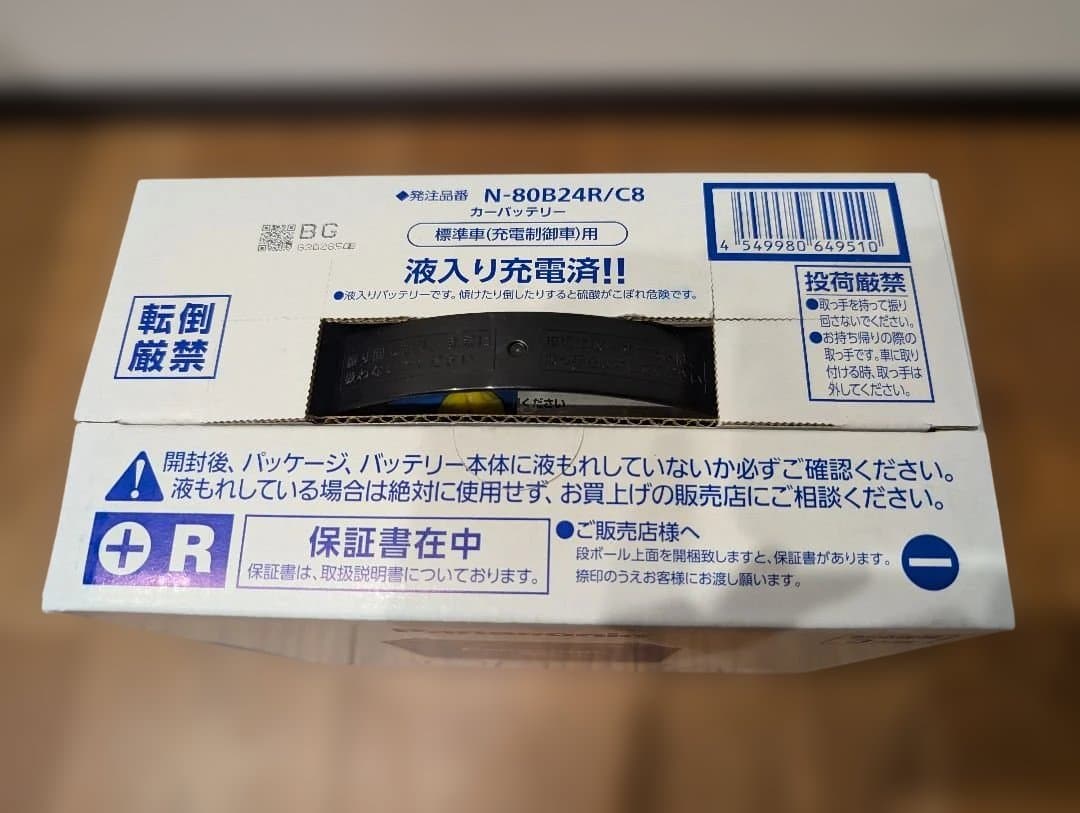 ◆発注品番 N-80B24R/C8
カーバッテリー
標準車(充電制御車)用
BG
液入り充電済!!
●液入りバッテリーです。傾けたり倒したりすると硫酸がこぼれ危険です。
4 549980 649510
転倒
厳禁
投荷厳禁
●取っ手を持って振り
回さないでください。
●お持ち帰りの際の
取っ手です。車に取り
付ける時、取っ手は
外してください。
ください
開封後、パッケージ、バッテリー本体に液もれしていないか必ずご確認ください。
液もれしている場合は絶対に使用せず、お買上げの販売店にご相談ください。
+ R
保証書在中
保証書は、取扱説明書についております。
●ご販売店様へ
段ボール上面を開梱致しますと、保証書があります。
捺印のうえお客様にお渡し願います。
−